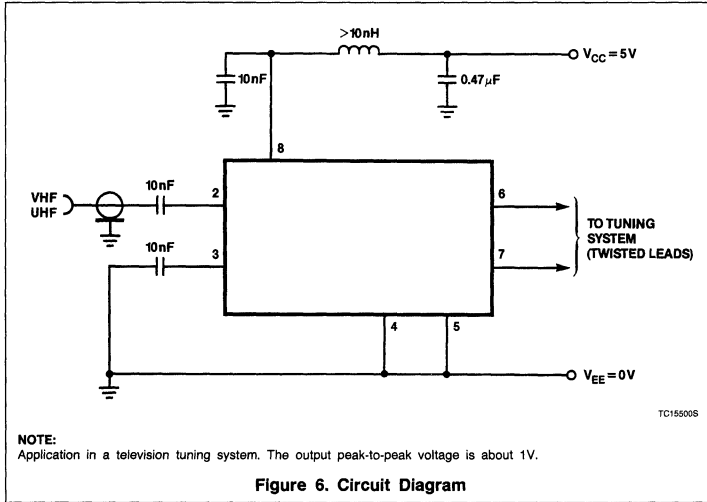 >10nH
V_CC = 5V
10nF
0.47µF
8
VHF
UHF
10nF
2
6
10nF
3
7
TO TUNING
SYSTEM
(TWISTED LEADS)
4
5
V_EE = 0V
TC15500S
NOTE:
Application in a television tuning system. The output peak-to-peak voltage is about 1V.
Figure 6. Circuit Diagram